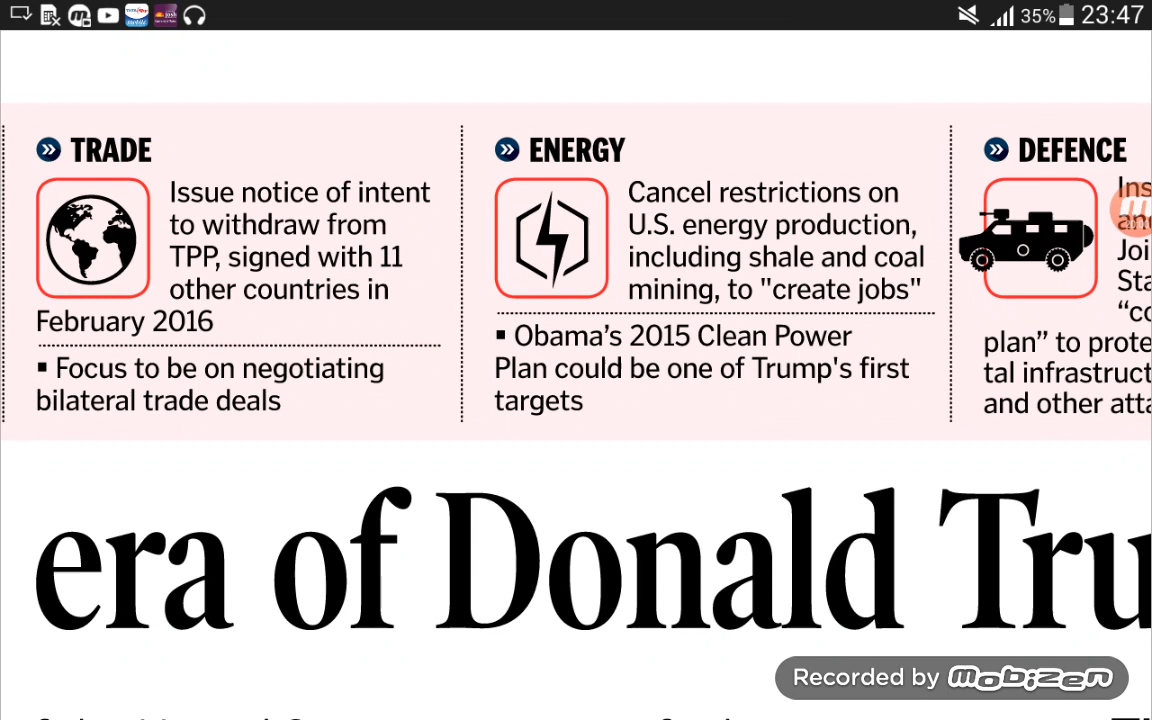 35% 23:47
TRADE
Issue notice of intent
to withdraw from
TPP, signed with 11
other countries in
February 2016
▪ Focus to be on negotiating
bilateral trade deals
ENERGY
Cancel restrictions on
U.S. energy production,
including shale and coal
mining, to "create jobs"
▪ Obama’s 2015 Clean Power
Plan could be one of Trump's first
targets
DEFENCE
plan” to prote
tal infrastruct
and other atta
era of Donald Tru
Recorded by mobizen